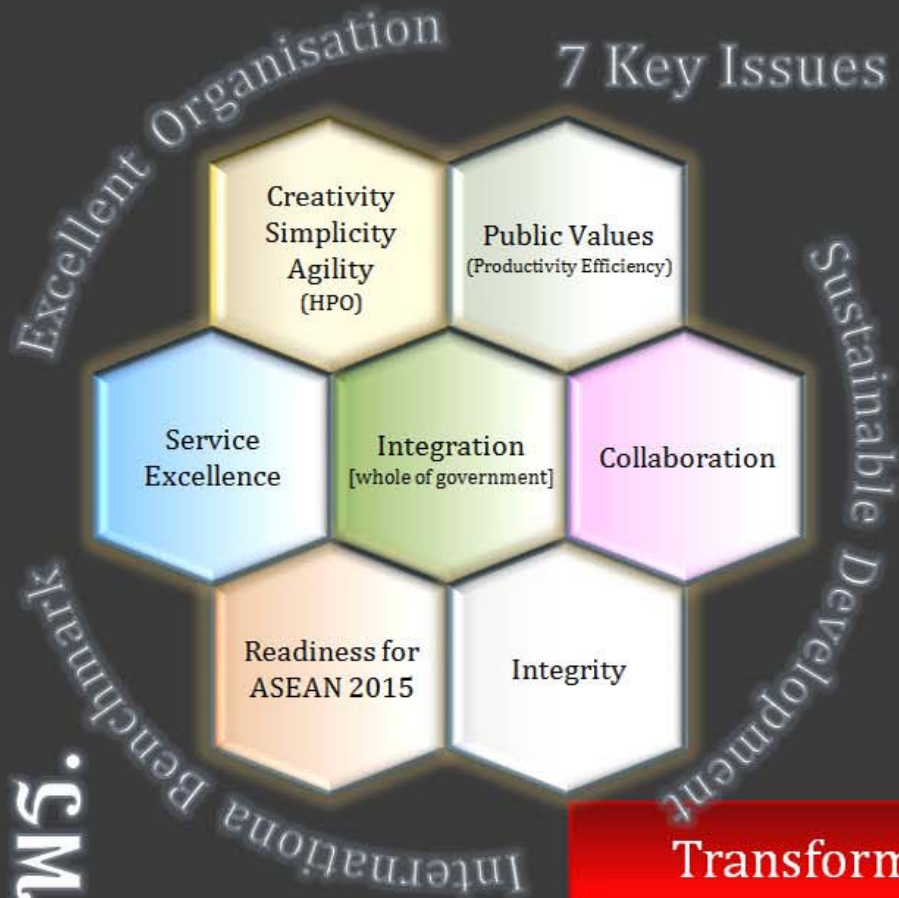 7 Key Issues
Excellent Organisation
Creativity
Simplicity
Agility
(HPO)
Public Values
(Productivity Efficiency)
Service
Excellence
Integration
[whole of government]
Collaboration
Readiness for
ASEAN 2015
Integrity
Sustainable Development
Internationa Benchmark
Transform